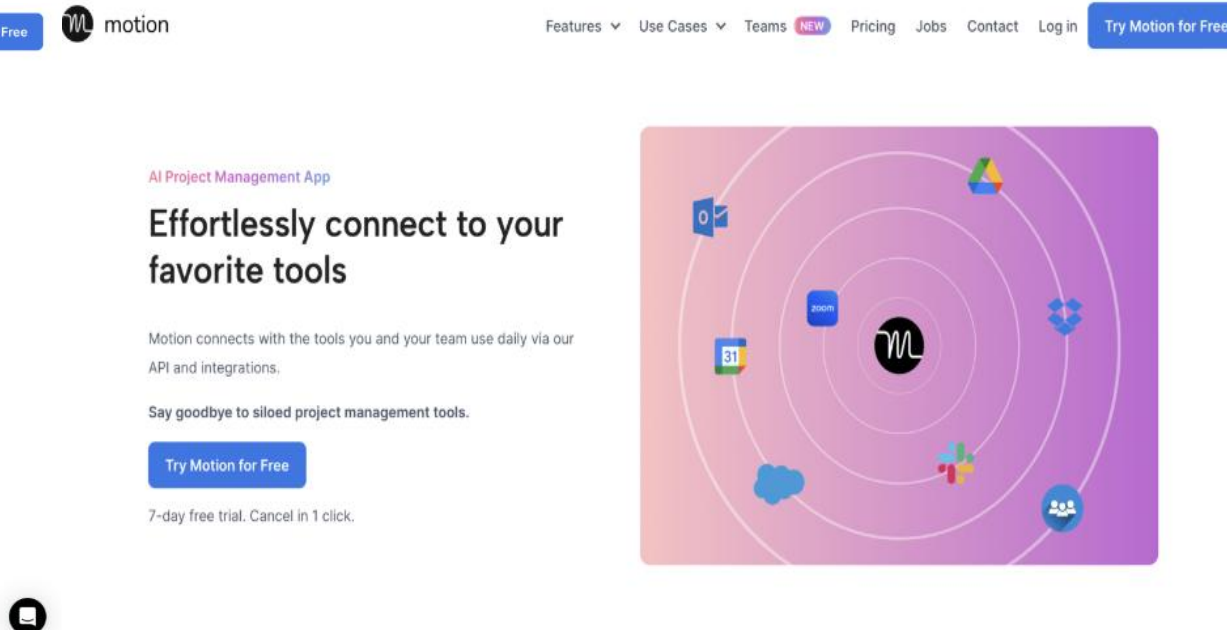 Free
motion
Features
Use Cases
Teams NEW
Pricing
Jobs
Contact
Log in
Try Motion for Free
AI Project Management App
Effortlessly connect to your
favorite tools
Motion connects with the tools you and your team use daily via our
API and integrations.
Say goodbye to siloed project management tools.
Try Motion for Free
7-day free trial. Cancel in 1 click.
O
zoom
31